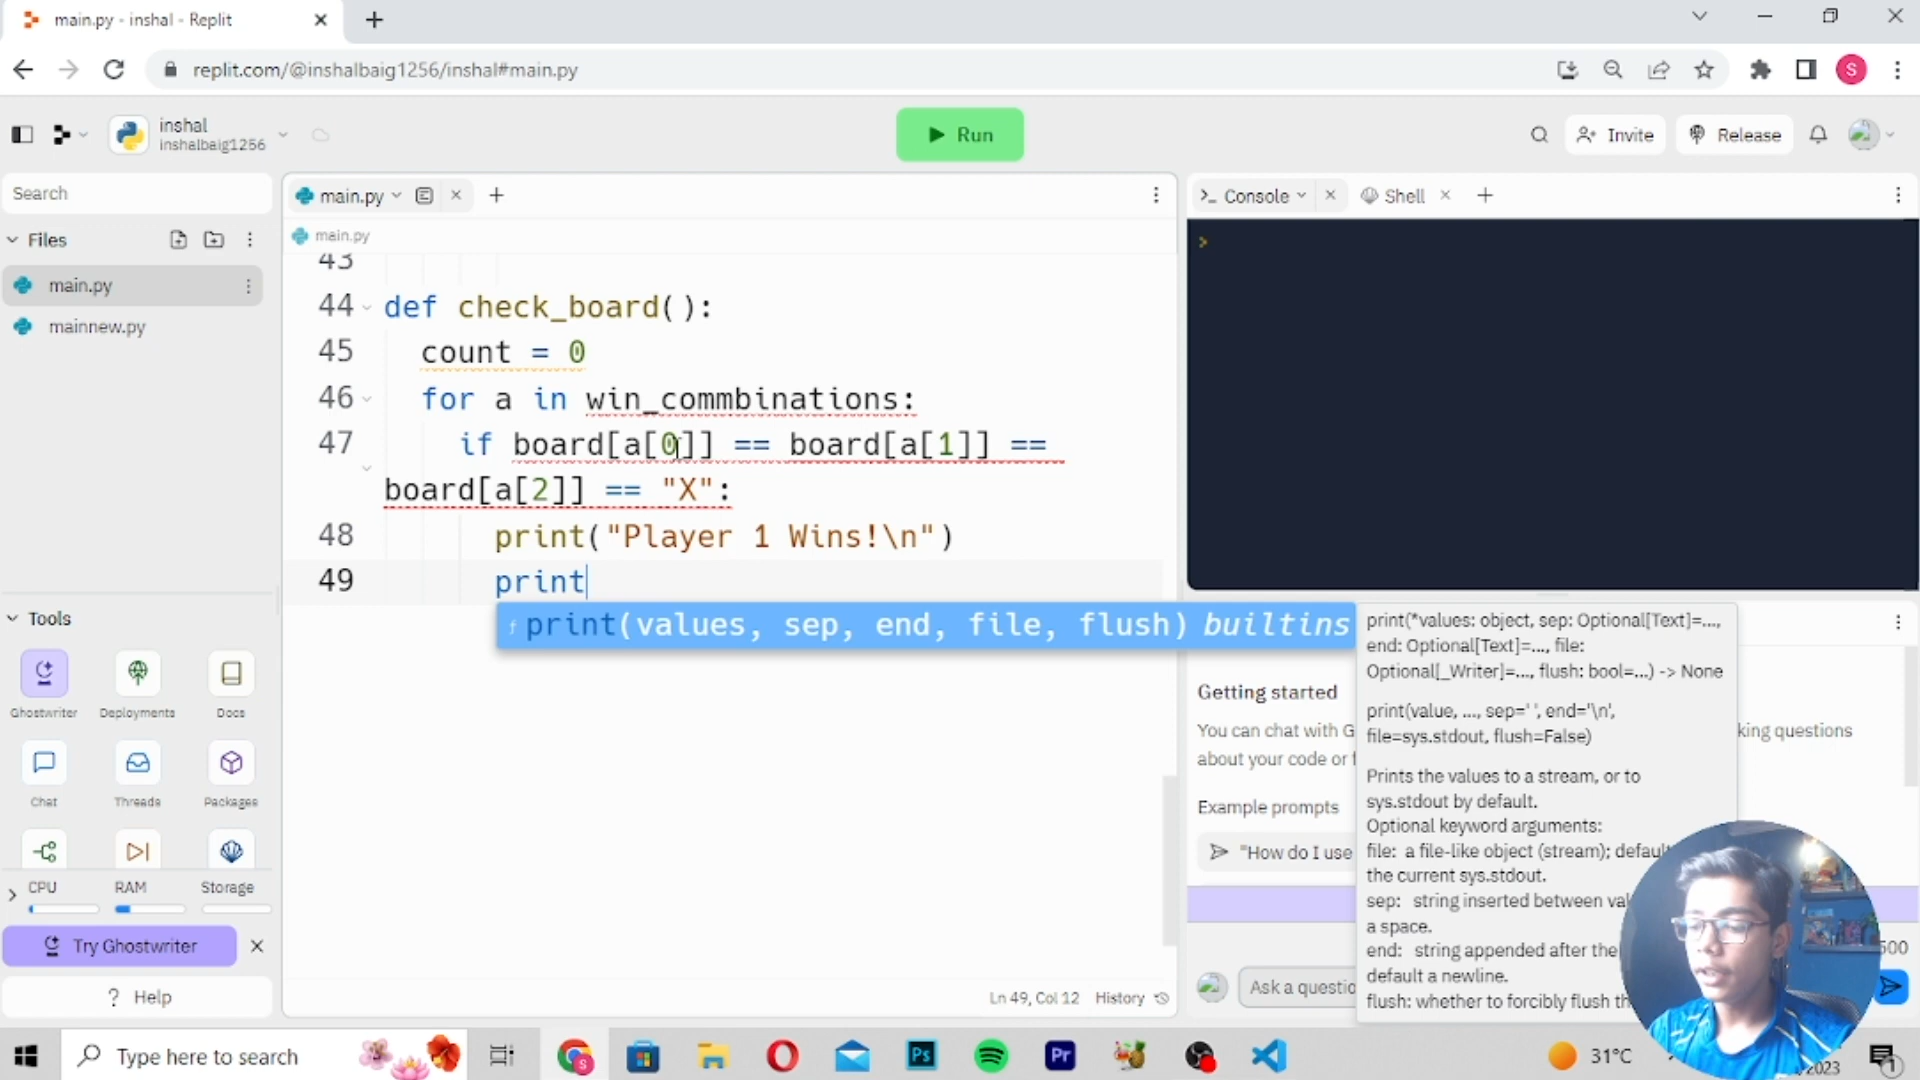 main.py - inshal - Replit
replit.com/@inshalbaig1256/inshal#main.py
S
inshal
inshalbaig1256
Run
Invite
Release
Search
main.py
Console
Shell
Files
main.py
main.py
mainnew.py
43
44 def check_board():
45 count = 0
46 for a in win_commbinations:
47 if board[a[0]] == board[a[1]] ==
board[a[2]] == "X":
48 print("Player 1 Wins!\n")
49 print
print(values, sep, end, file, flush) builtins
print(*values: object, sep: Optional[Text]=...,
end: Optional[Text]=..., file:
Optional[_Writer]=..., flush: bool=...) -> None
print(value, ..., sep=' ', end='\n',
file=sys.stdout, flush=False)
Prints the values to a stream, or to
sys.stdout by default.
Optional keyword arguments:
file: a file-like object (stream);
the current sys.stdout.
sep: string inserted between
a space.
end: string appended after the
default a newline.
flush: whether to forcibly flush
Getting started
You can chat with
questions
about your code or
Example prompts
"How do I use
500
Ask a
Tools
Ghostwriter
Deployments
Docs
Chat
Threads
Packages
CPU
RAM
Storage
Try Ghostwriter
Help
Ln 49, Col 12
History
Type here to search
Ps
Pr
31°C
1